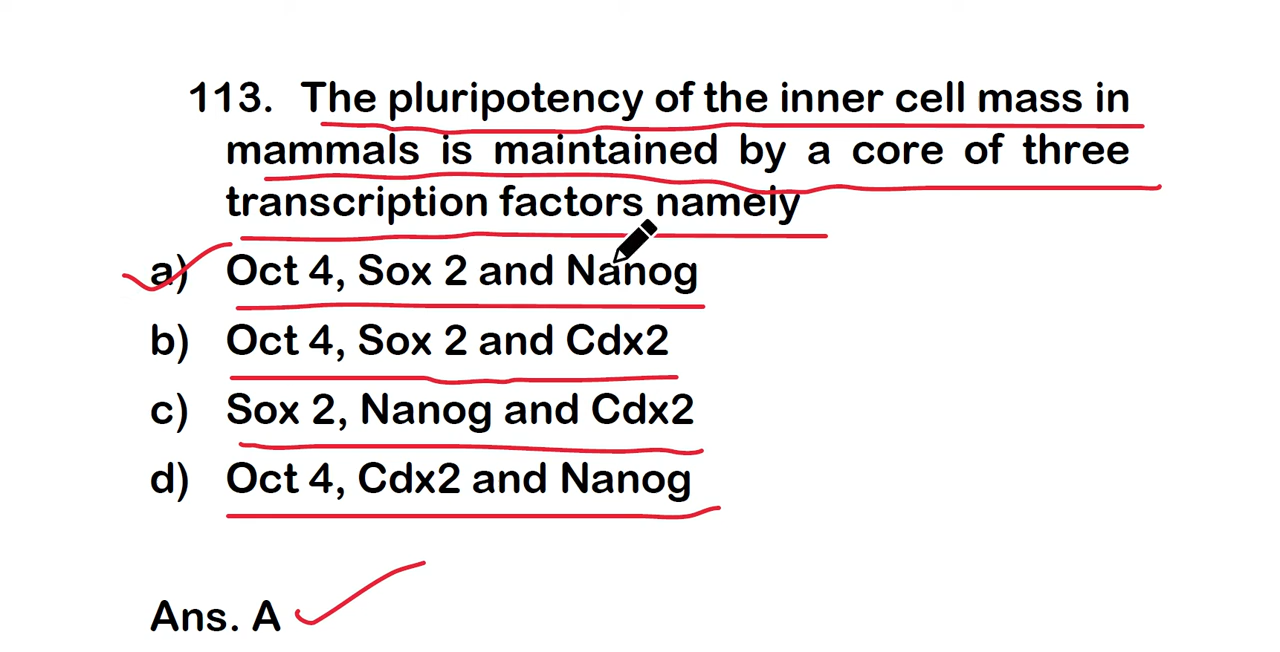 113. The pluripotency of the inner cell mass in
mammals is maintained by a core of three
transcription factors namely
a) Oct 4, Sox 2 and Nanog
b) Oct 4, Sox 2 and Cdx2
c) Sox 2, Nanog and Cdx2
d) Oct 4, Cdx2 and Nanog
Ans. A